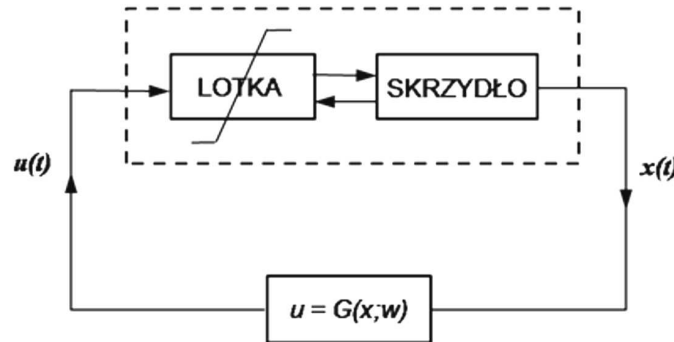 LOTKA
SKRZYDŁO
u(t)
x(t)
u = G(x;w)